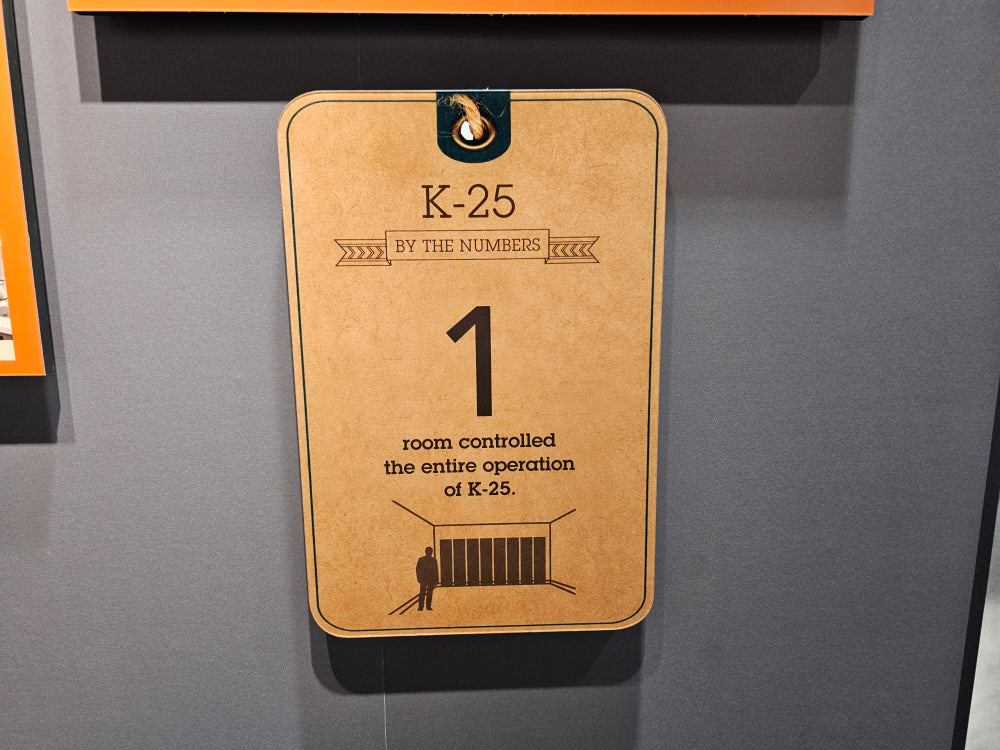 K-25
BY THE NUMBERS
1
room controlled
the entire operation
of K-25.